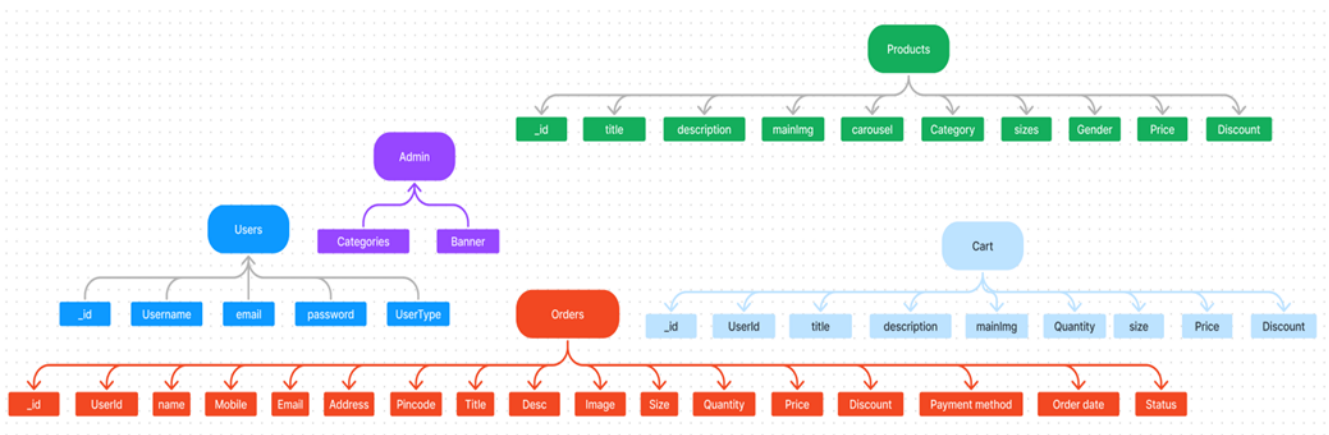 Products
_id title description mainImg carousel Category sizes Gender Price Discount
Admin
Categories Banner
Users
_id Username email password UserType
Cart
_id UserId title description mainImg Quantity size Price Discount
Orders
_id UserId name Mobile Email Address Pincode Title Desc Image Size Quantity Price Discount Payment method Order date Status